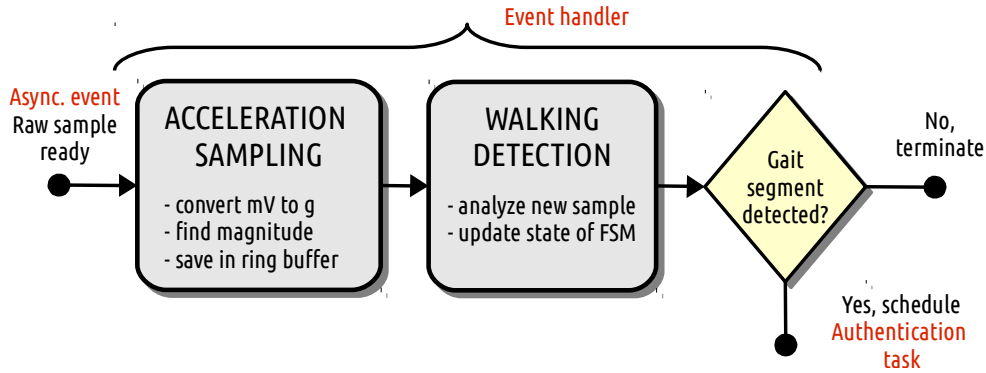 Event handler
Async. event
Raw sample
ready
ACCELERATION
SAMPLING
- convert mV to g
- find magnitude
- save in ring buffer
WALKING
DETECTION
- analyze new sample
- update state of FSM
Gait
segment
detected?
No,
terminate
Yes, schedule
Authentication
task